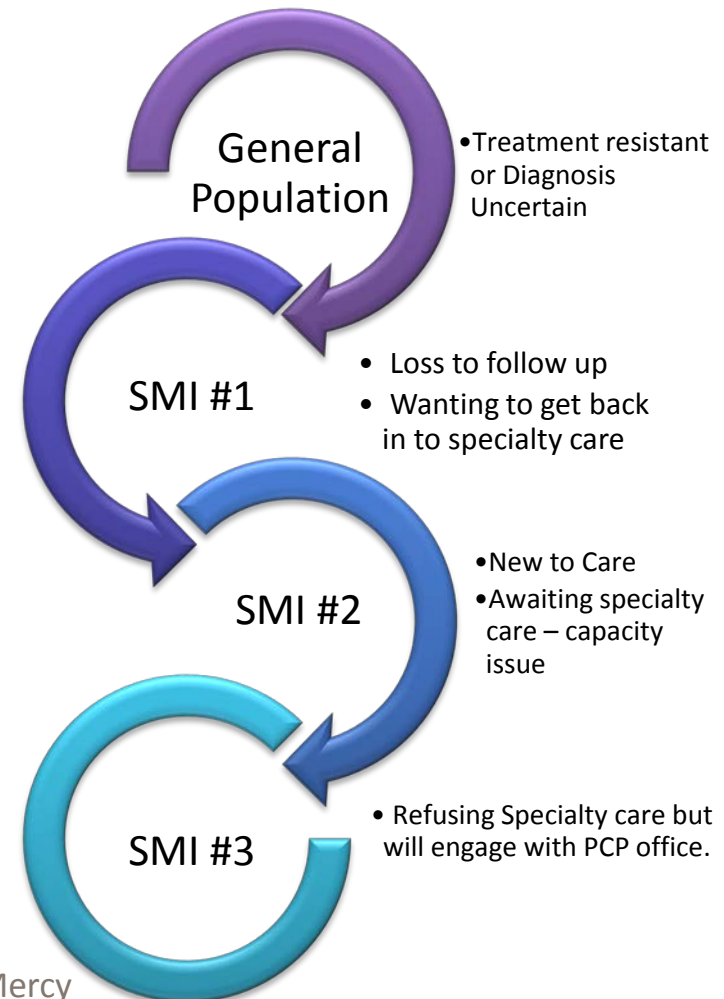 General
Population
•Treatment resistant
or Diagnosis
Uncertain
SMI #1
• Loss to follow up
• Wanting to get back
in to specialty care
SMI #2
•New to Care
•Awaiting specialty
care – capacity
issue
SMI #3
• Refusing Specialty care but
will engage with PCP office.
Mercy